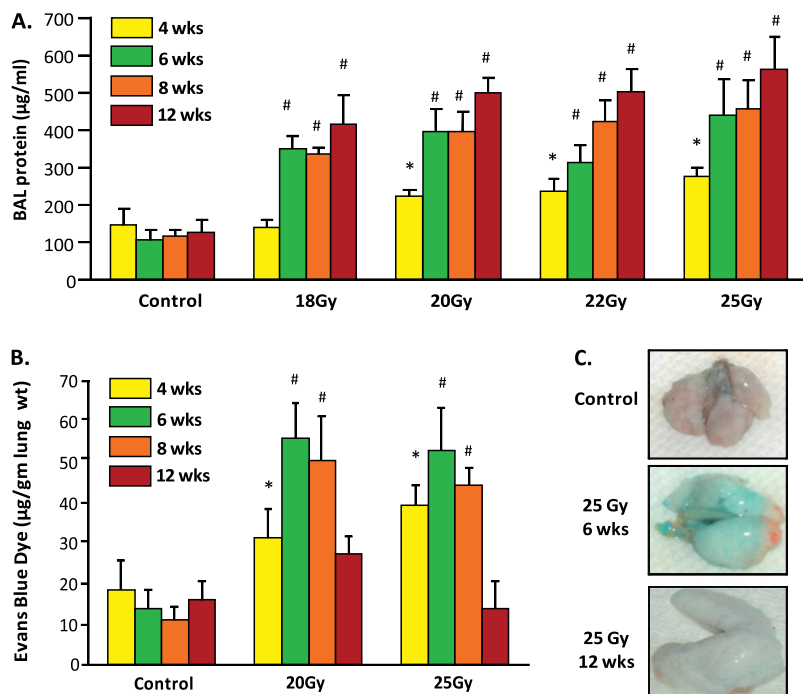 A.
BAL protein (µg/ml)
700
600
500
400
300
200
100
0
4 wks
6 wks
8 wks
12 wks
# # #
* # # #
* # # #
* # # #
Control 18Gy 20Gy 22Gy 25Gy
B.
Evans Blue Dye (µg/gm lung wt)
70
60
50
40
30
20
10
0
4 wks
6 wks
8 wks
12 wks
* # #
* # #
Control 20Gy 25Gy
C.
Control
25 Gy
6 wks
25 Gy
12 wks